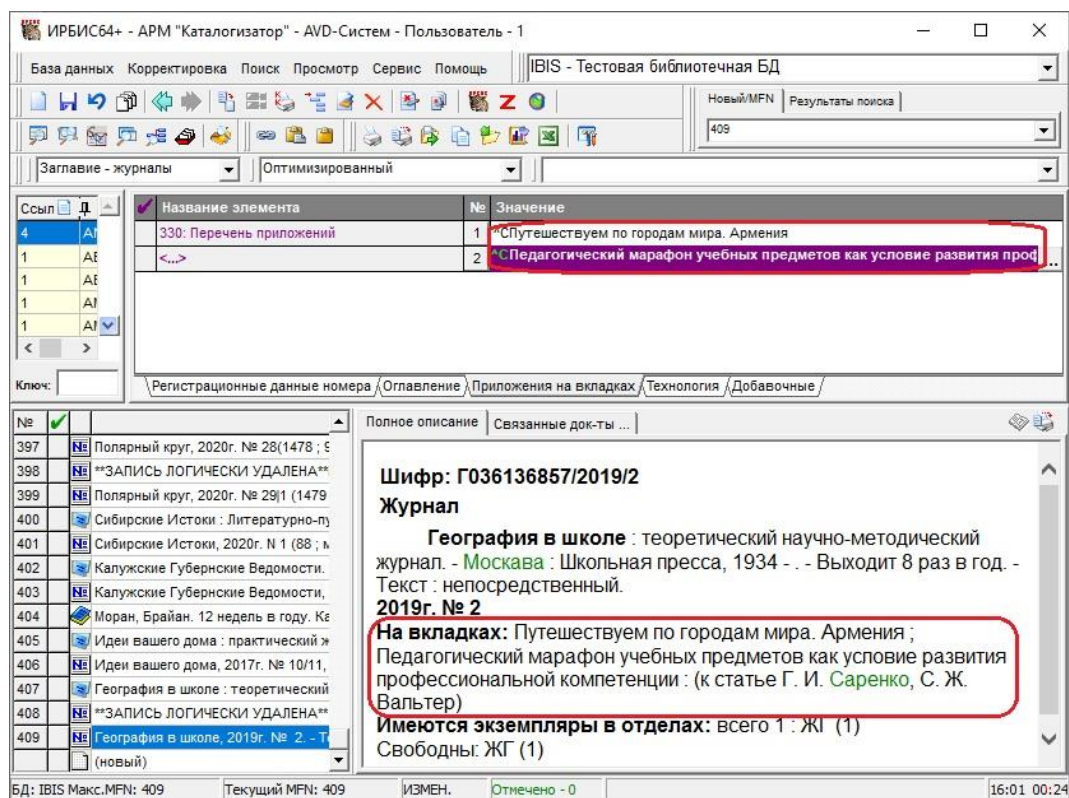 ИРБИС64+ - АРМ "Каталогизатор" - AVD-Систем - Пользователь - 1
База данных Корректировка Поиск Просмотр Сервис Помощь IBIS - Тестовая библиотечная БД
Новый/MFN Результаты поиска
409
Заглавие - журналы Оптимизированный
Ссыл Название элемента № Значение
4 330: Перечень приложений 1 ^CПутешествуем по городам мира. Армения
1 <...> 2 ^CПедагогический марафон учебных предметов как условие развития проф ...
1
1
1
Ключ: Регистрационные данные номера Оглавление Приложения на вкладках Технология Добавочные
№ Полное описание Связанные док-ты ...
397 Полярный круг, 2020г. № 28(1478 ; 9
398 **ЗАПИСЬ ЛОГИЧЕСКИ УДАЛЕНА**
399 Полярный круг, 2020г. № 29|1 (1479
400 Сибирские Истоки : Литературно-пу
401 Сибирские Истоки, 2020г. N 1 (88 ; м
402 Калужские Губернские Ведомости.
403 Калужские Губернские Ведомости,
404 Моран, Брайан. 12 недель в году. Ка
405 Идеи вашего дома : практический ж
406 Идеи вашего дома, 2017г. № 10/11,
407 География в школе : теоретический
408 **ЗАПИСЬ ЛОГИЧЕСКИ УДАЛЕНА**
409 География в школе, 2019г. № 2. - Т
(новый)
Шифр: Г036136857/2019/2
Журнал
География в школе : теоретический научно-методический
журнал. - Москава : Школьная пресса, 1934 - . - Выходит 8 раз в год. -
Текст : непосредственный.
2019г. № 2
На вкладках: Путешествуем по городам мира. Армения ;
Педагогический марафон учебных предметов как условие развития
профессиональной компетенции : (к статье Г. И. Саренко, С. Ж.
Вальтер)
Имеются экземпляры в отделах: всего 1 : ЖГ (1)
Свободны: ЖГ (1)
БД: IBIS Макс.MFN: 409 Текущий MFN: 409 ИЗМЕН. Отмечено - 0 16:01 00:24